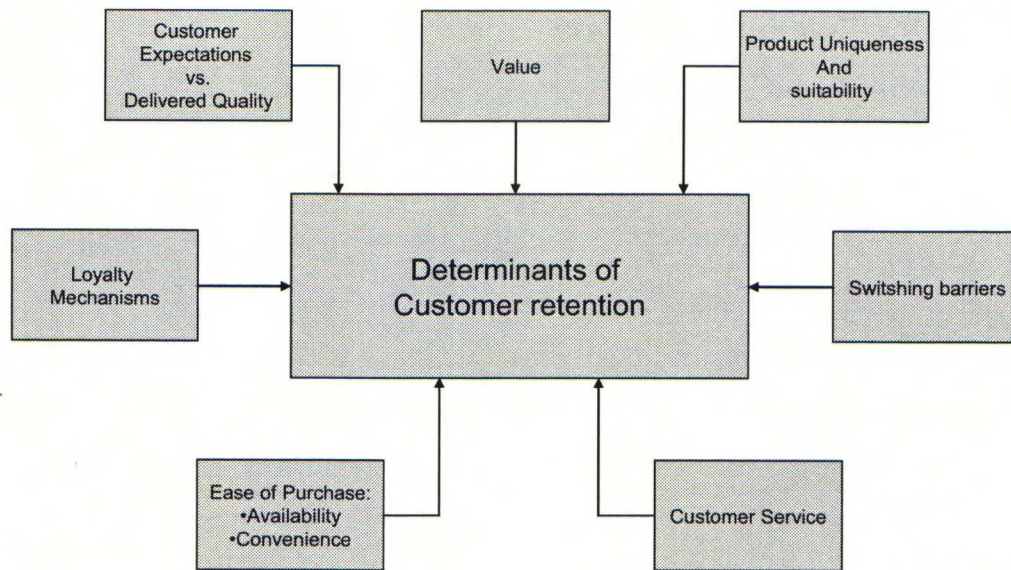 Customer
Expectations
vs.
Delivered Quality
Value
Product Uniqueness
And
suitability
Loyalty
Mechanisms
Determinants of
Customer retention
Switshing barriers
Ease of Purchase:
•Availability
•Convenience
Customer Service